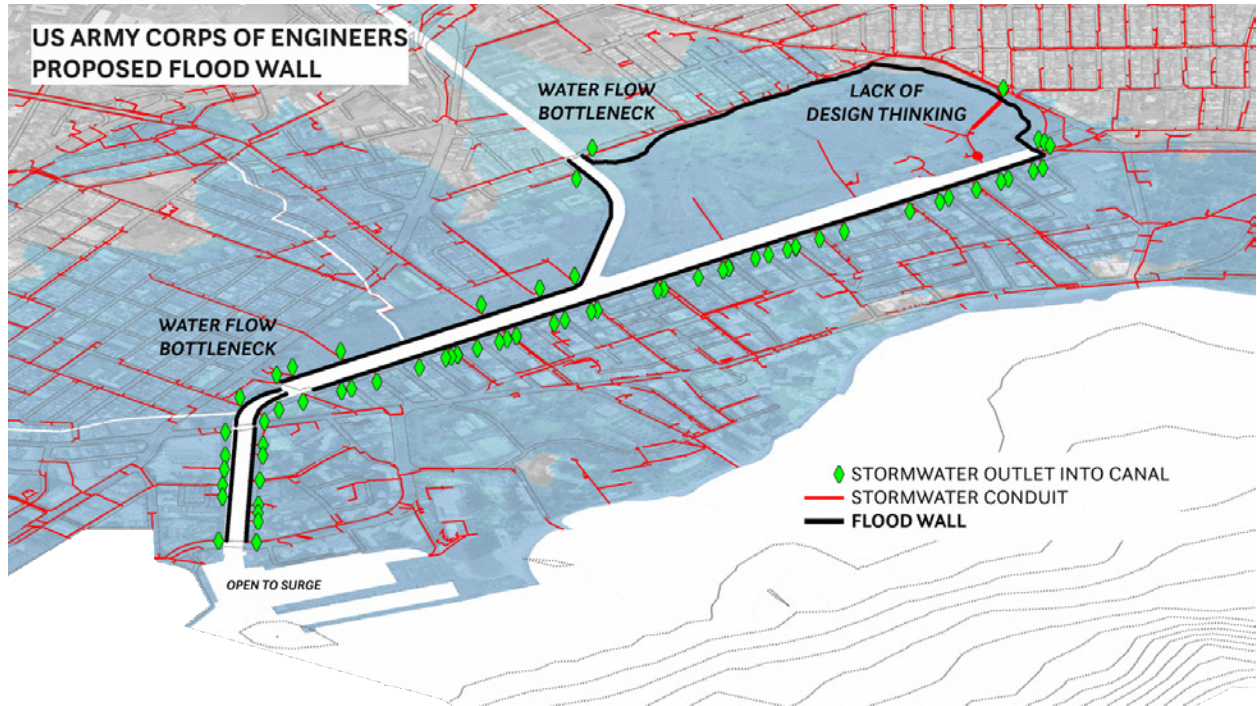 US ARMY CORPS OF ENGINEERS
PROPOSED FLOOD WALL
WATER FLOW
BOTTLENECK
LACK OF
DESIGN THINKING
WATER FLOW
BOTTLENECK
STORMWATER OUTLET INTO CANAL
STORMWATER CONDUIT
FLOOD WALL
OPEN TO SURGE